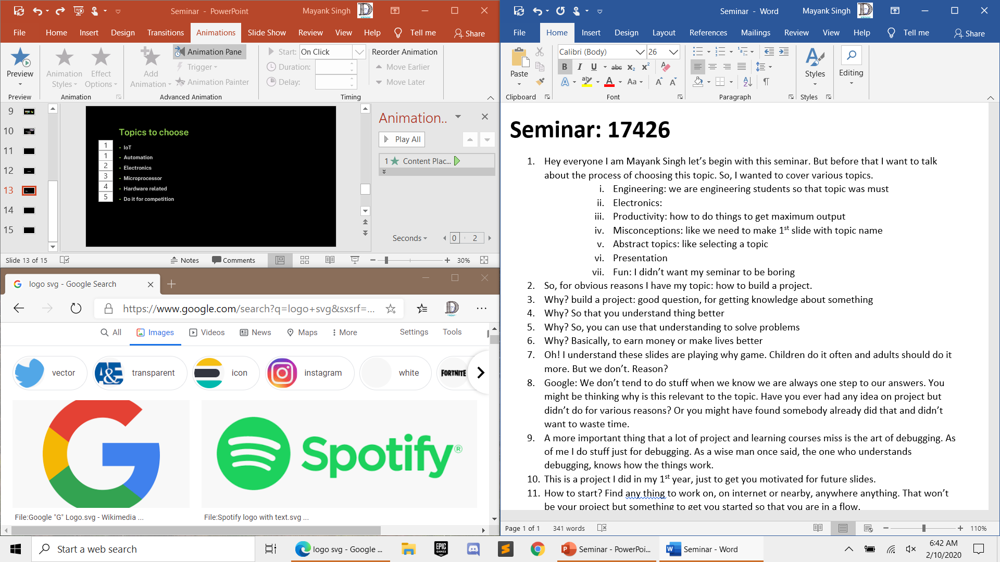 Seminar - PowerPoint
Mayank Singh
File Home Insert Design Transitions Animations Slide Show Review View Help Tell me Share
Preview
Animation Styles
Effect Options
Add Animation
Animation Pane
Trigger
Animation Painter
Start: On Click
Duration:
Delay:
Reorder Animation
Move Earlier
Move Later
Preview Animation Advanced Animation Timing
9
10
11
12
13
14
15
Topics to choose
1 - IoT
1 - Automation
2 - Electronics
3 - Microprocessor
4 - Hardware related
5 - Do it for competition
Animation..
Play All
1 Content Plac...
Seconds 0 2
Slide 13 of 15 Notes Comments 30%
logo svg - Google Search
https://www.google.com/search?q=logo+svg&sxsrf=...
All Images Videos News Maps More Settings Tools
vector transparent icon instagram white FORTNITE
A&E
Spotify®
File:Google "G" Logo.svg - Wikimedia ...
File:Spotify logo with text.svg ...
Seminar - Word
Mayank Singh
File Home Insert Design Layout References Mailings Review View Help Tell me Share
Paste
Calibri (Body) 26
B I U abc x₂ x²
A ab A Aa A A
Styles
Editing
Clipboard Font Paragraph Styles
Seminar: 17426
1. Hey everyone I am Mayank Singh let's begin with this seminar. But before that I want to talk
about the process of choosing this topic. So, I wanted to cover various topics.
i. Engineering: we are engineering students so that topic was must
ii. Electronics:
iii. Productivity: how to do things to get maximum output
iv. Misconceptions: like we need to make 1st slide with topic name
v. Abstract topics: like selecting a topic
vi. Presentation
vii. Fun: I didn't want my seminar to be boring
2. So, for obvious reasons I have my topic: how to build a project.
3. Why? build a project: good question, for getting knowledge about something
4. Why? So that you understand thing better
5. Why? So, you can use that understanding to solve problems
6. Why? Basically, to earn money or make lives better
7. Oh! I understand these slides are playing why game. Children do it often and adults should do it
more. But we don't. Reason?
8. Google: We don't tend to do stuff when we know we are always one step to our answers. You
might be thinking why is this relevant to the topic. Have you ever had any idea on project but
didn't do for various reasons? Or you might have found somebody already did that and didn't
want to waste time.
9. A more important thing that a lot of project and learning courses miss is the art of debugging. As
of me I do stuff just for debugging. As a wise man once said, the one who understands
debugging, knows how the things work.
10. This is a project I did in my 1st year, just to get you motivated for future slides.
11. How to start? Find any thing to work on, on internet or nearby, anywhere anything. That won't
be your project but something to get you started so that you are in a flow.
Page 1 of 1 341 words 110%
Start a web search
logo svg - Google ...
EPIC GAMES
Seminar - PowerPoi...
Seminar - Word
6:42 AM
2/10/2020